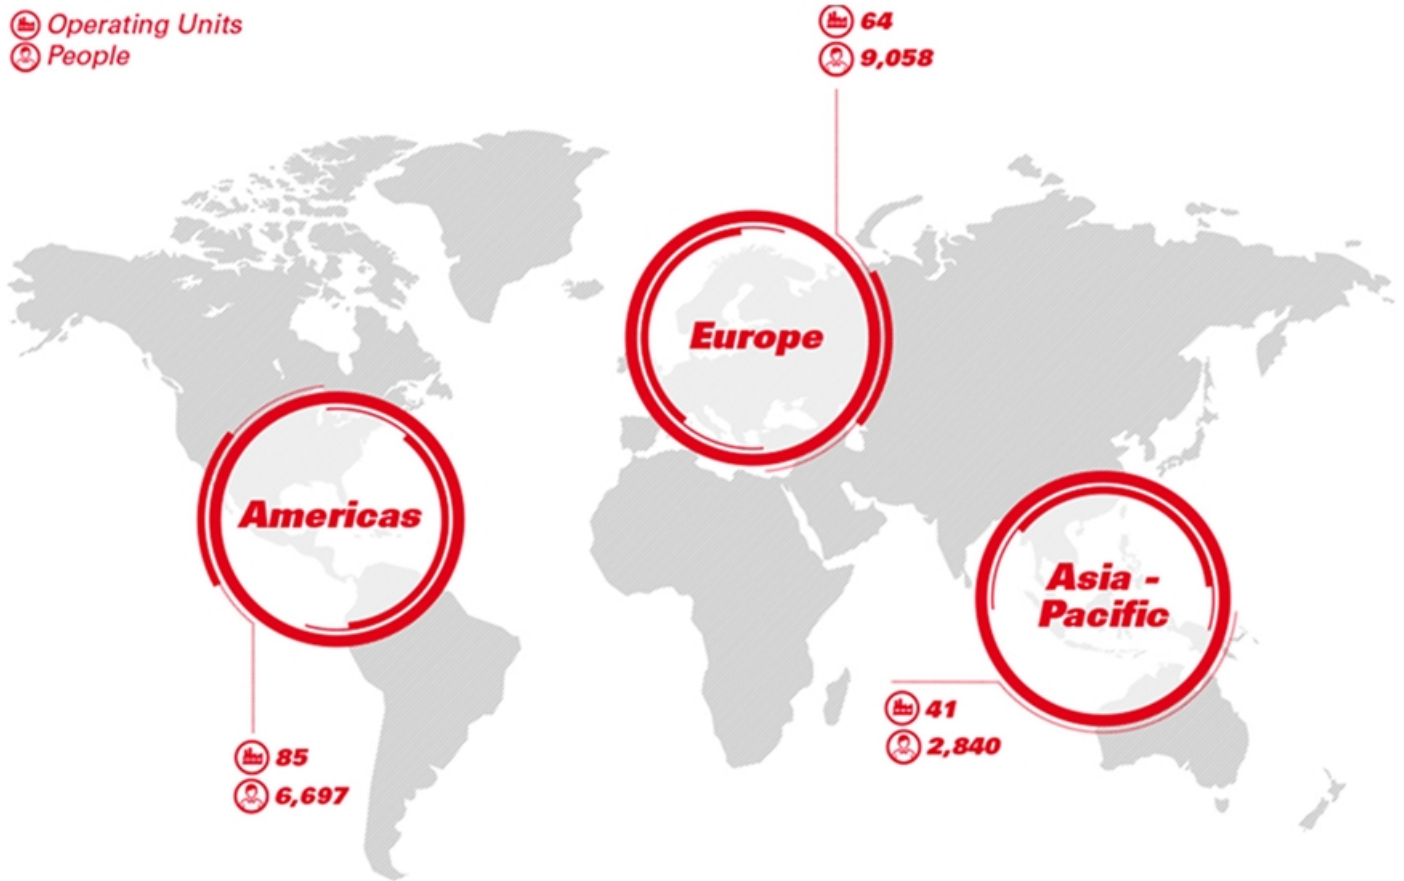 Operating Units
People
64
9,058
Europe
Americas
Asia -
Pacific
41
2,840
85
6,697